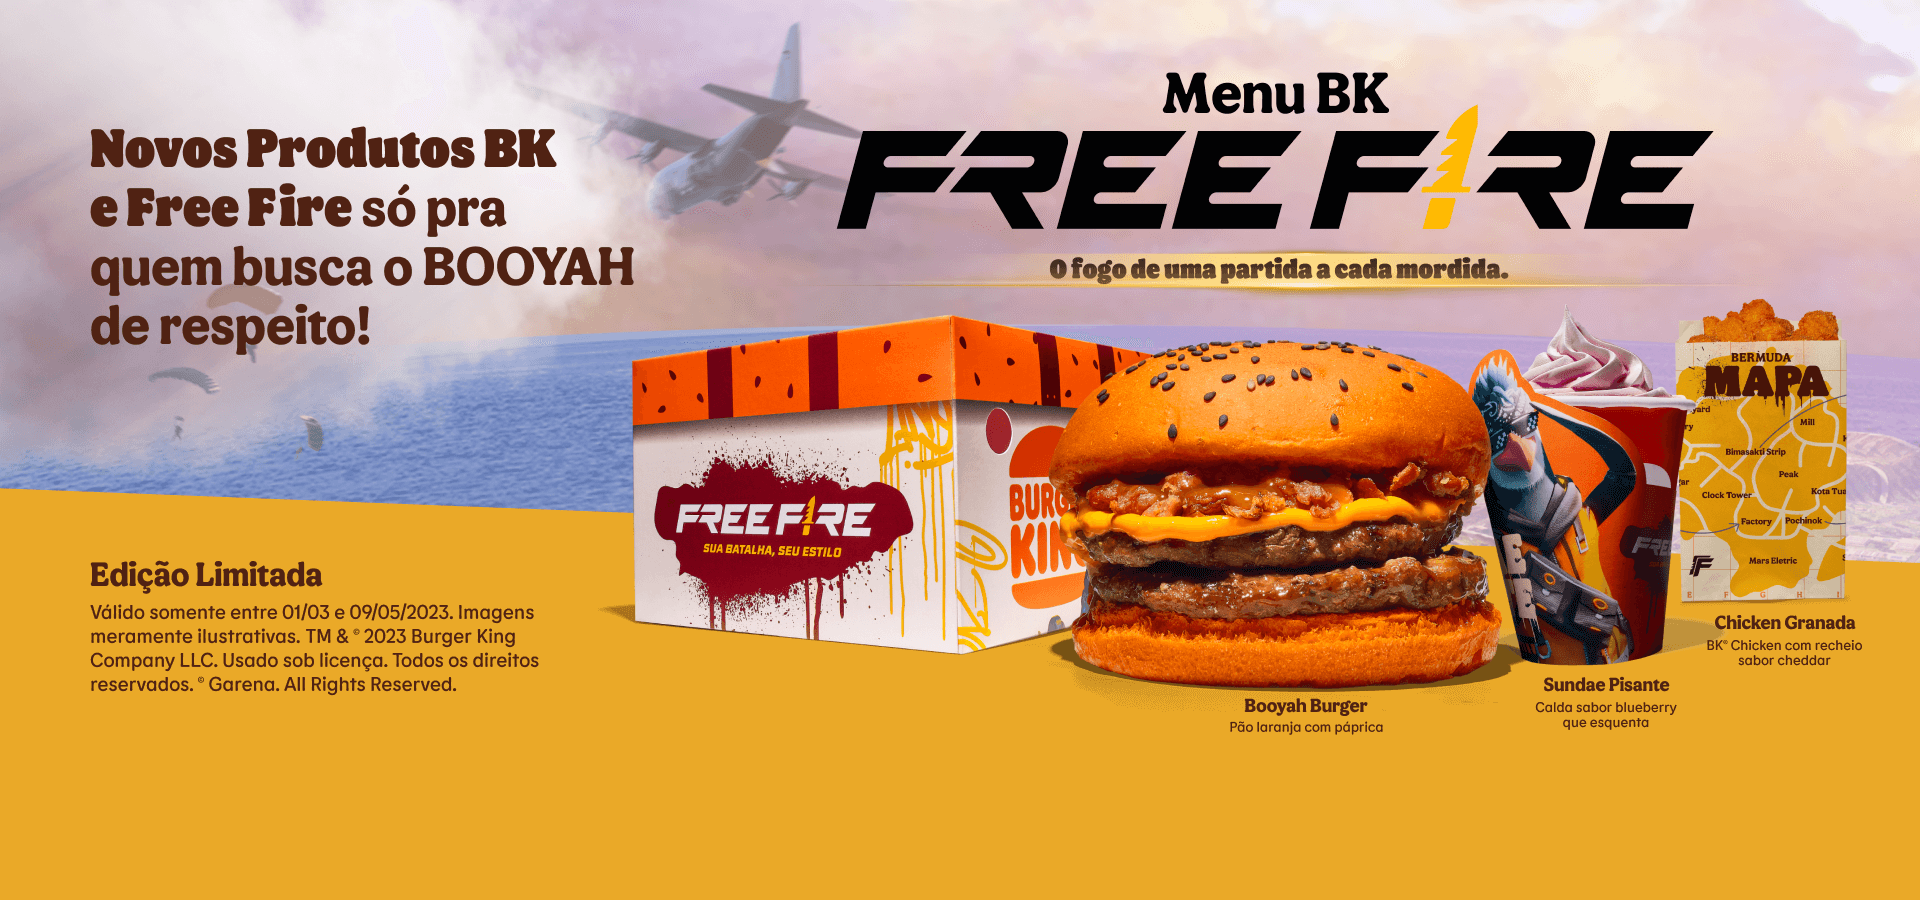 Novos Produtos BK
e Free Fire só pra
quem busca o BOOYAH
de respeito!
Edição Limitada
Válido somente entre 01/03 e 09/05/2023. Imagens
meramente ilustrativas. TM & © 2023 Burger King
Company LLC. Usado sob licença. Todos os direitos
reservados. © Garena. All Rights Reserved.
Menu BK
FREE FIRE
O fogo de uma partida a cada mordida.
FREE FIRE
SUA BATALHA, SEU ESTILO
BURG
KIN
Booyah Burger
Pão laranja com páprica
FREE
Sundae Pisante
Calda sabor blueberry
que esquenta
BERMUDA
MAPA
yard
Mill
Bimasakti Strip
Peak
Clock Tower
Kota Tua
Factory
Pochinok
Mars Eletric
E F G H I
Chicken Granada
BK® Chicken com recheio
sabor cheddar